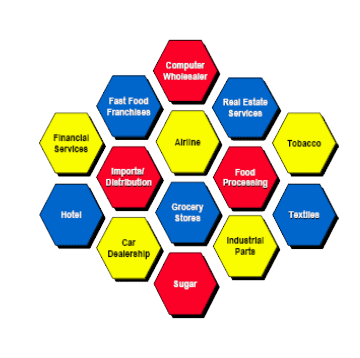 Computer
Wholesaler
Fast Food
Franchises
Real Estate
Services
Financial
Services
Airline
Tobacco
Imports/
Distribution
Food
Processing
Hotel
Grocery
Stores
Textiles
Car
Dealership
Industrial
Parts
Sugar